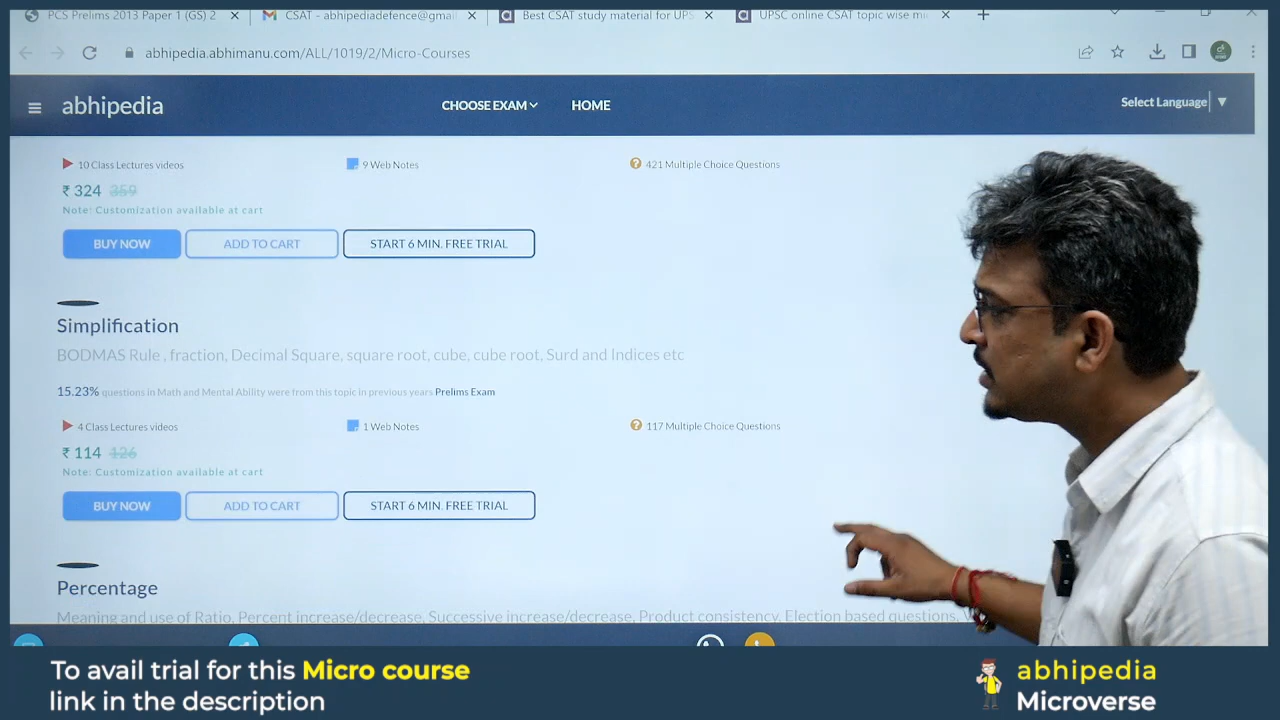 PCS Prelims 2013 Paper 1 (GS) 2
CSAT - abhipediadefence@gmail
Best CSAT study material for UPS
UPSC online CSAT topic wise mi
abhipedia.abhimanu.com/ALL/1019/2/Micro-Courses
abhipedia
CHOOSE EXAM
HOME
Select Language
10 Class Lectures videos
9 Web Notes
421 Multiple Choice Questions
₹ 324 359
Note: Customization available at cart
BUY NOW
ADD TO CART
START 6 MIN. FREE TRIAL
Simplification
BODMAS Rule , fraction, Decimal Square, square root, cube, cube root, Surd and Indices etc
15.23% questions in Math and Mental Ability were from this topic in previous years Prelims Exam
4 Class Lectures videos
1 Web Notes
117 Multiple Choice Questions
₹ 114 126
Note: Customization available at cart
BUY NOW
ADD TO CART
START 6 MIN. FREE TRIAL
Percentage
Meaning and use of Ratio, Percent increase/decrease, Successive increase/decrease, Product consistency, Election based questions,
To avail trial for this Micro course
link in the description
abhipedia
Microverse